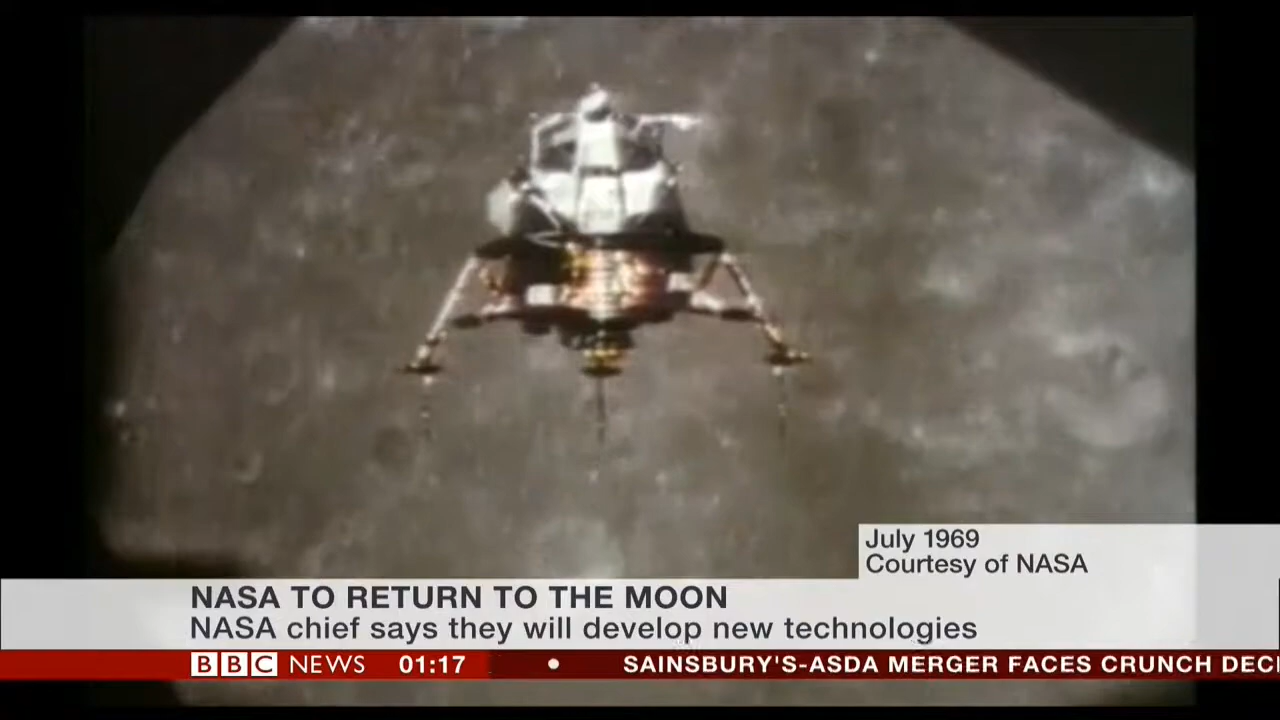 July 1969
Courtesy of NASA
NASA TO RETURN TO THE MOON
NASA chief says they will develop new technologies
BBC NEWS 01:17 • SAINSBURY'S-ASDA MERGER FACES CRUNCH DECI